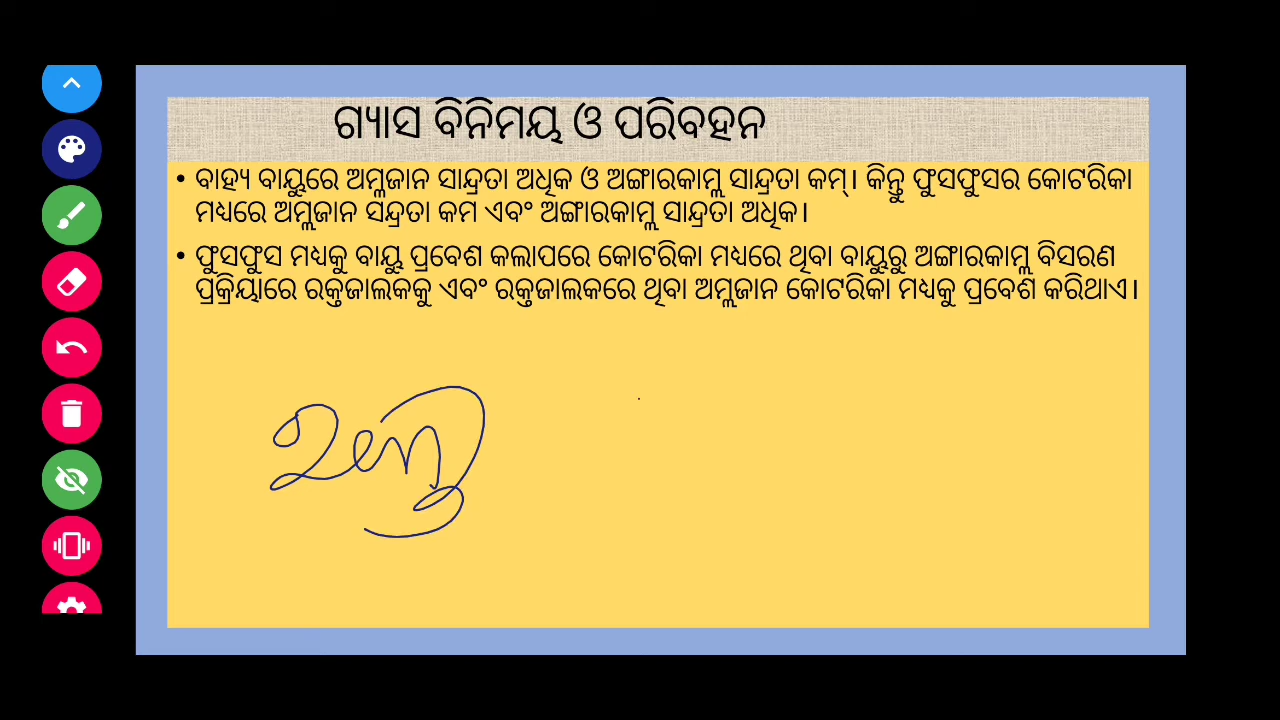 ଗ୍ୟାସ ବିନିମୟ ଓ ପରିବହନ
• ବାହ୍ୟ ବାୟୁରେ ଅମ୍ଳଜାନ ସାନ୍ଦ୍ରତା ଅଧିକ ଓ ଅଙ୍ଗାରକାମ୍ଳ ସାନ୍ଦ୍ରତା କମ୍। କିନ୍ତୁ ଫୁସଫୁସର କୋଟରିକା
ମଧ୍ୟରେ ଅମ୍ଳଜାନ ସନ୍ଦ୍ରତା କମ ଏବଂ ଅଙ୍ଗାରକାମ୍ଳ ସାନ୍ଦ୍ରତା ଅଧିକ।
• ଫୁସଫୁସ ମଧ୍ୟକୁ ବାୟୁ ପ୍ରବେଶ କଲାପରେ କୋଟରିକା ମଧ୍ୟରେ ଥିବା ବାୟୁରୁ ଅଙ୍ଗାରକାମ୍ଳ ବିସରଣ
ପ୍ରକ୍ରିୟାରେ ରକ୍ତଜାଲକକୁ ଏବଂ ରକ୍ତଜାଲକରେ ଥିବା ଅମ୍ଳଜାନ କୋଟରିକା ମଧ୍ୟକୁ ପ୍ରବେଶ କରିଥାଏ।